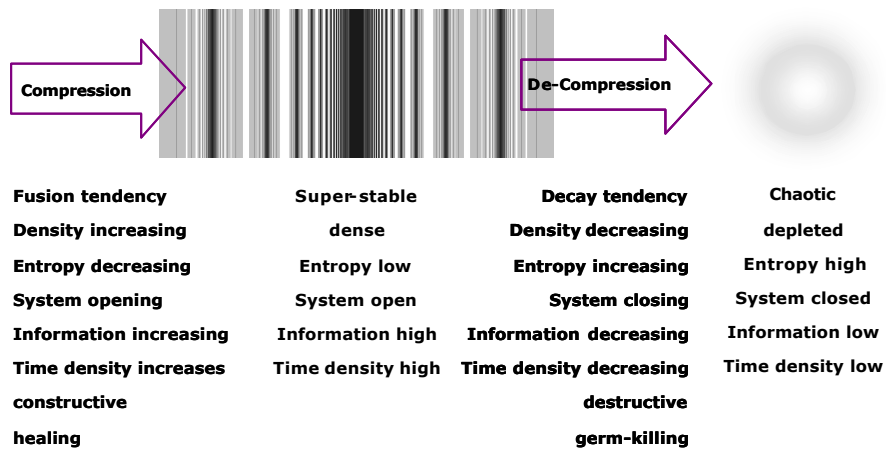 Compression
De-Compression
Fusion tendency Super-stable Decay tendency Chaotic
Density increasing dense Density decreasing depleted
Entropy decreasing Entropy low Entropy increasing Entropy high
System opening System open System closing System closed
Information increasing Information high Information decreasing Information low
Time density increases Time density high Time density decreasing Time density low
constructive destructive
healing germ-killing